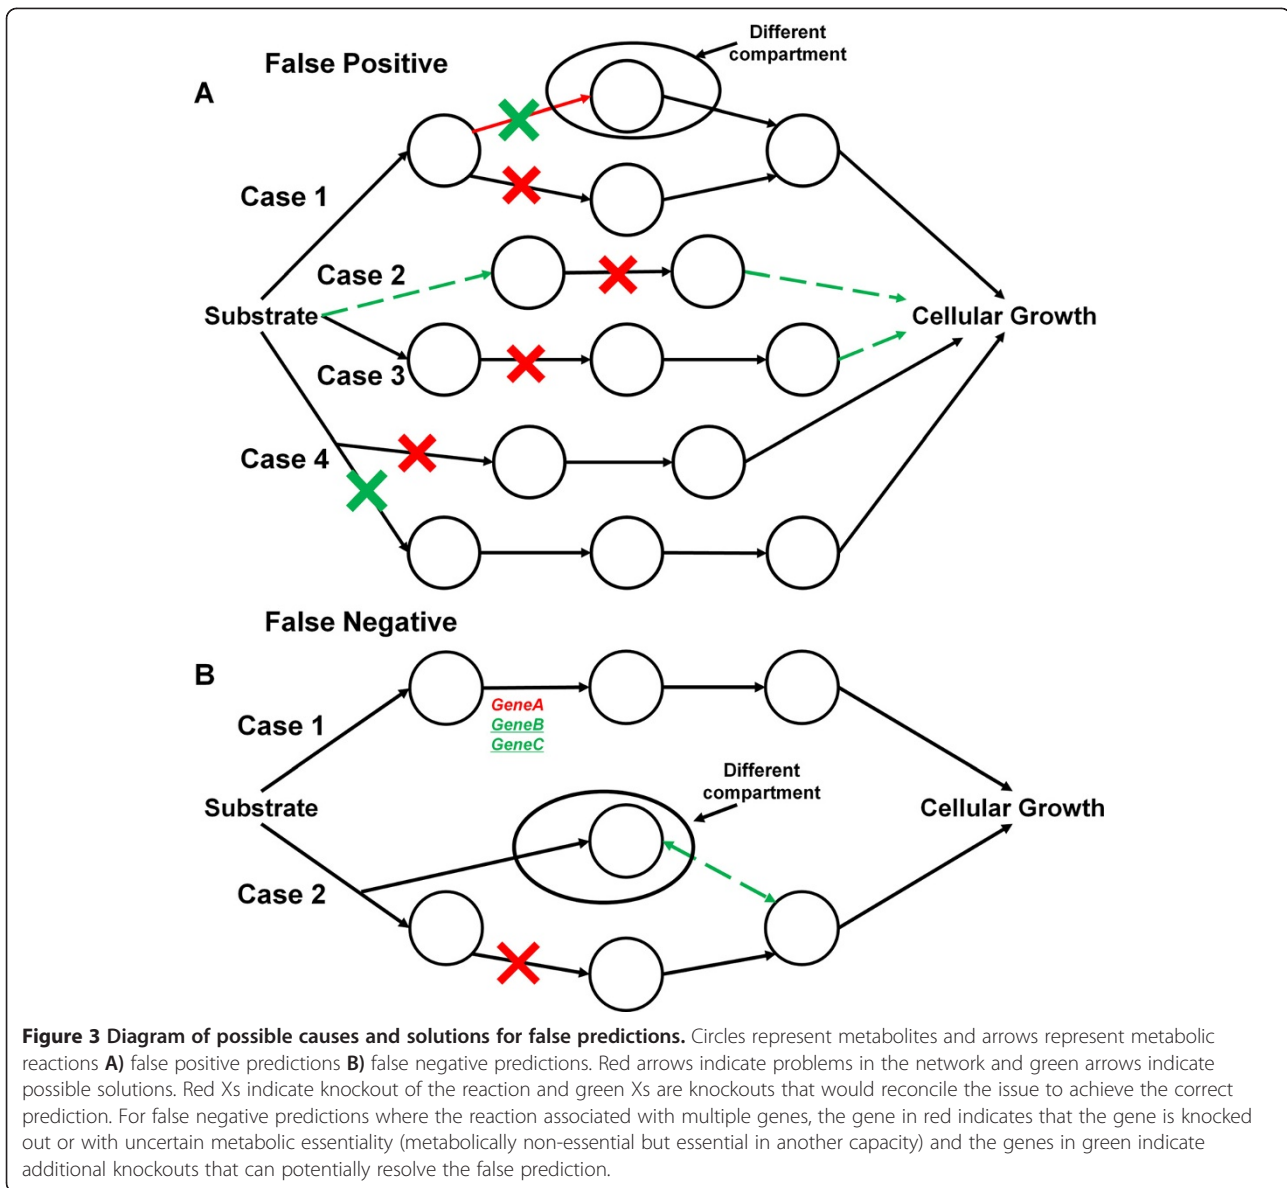 Different
compartment
False Positive
A
Case 1
Case 2
Substrate
Cellular Growth
Case 3
Case 4
False Negative
B
GeneA
GeneB
GeneC
Case 1
Different
compartment
Substrate
Cellular Growth
Case 2
Figure 3 Diagram of possible causes and solutions for false predictions. Circles represent metabolites and arrows represent metabolic
reactions A) false positive predictions B) false negative predictions. Red arrows indicate problems in the network and green arrows indicate
possible solutions. Red Xs indicate knockout of the reaction and green Xs are knockouts that would reconcile the issue to achieve the correct
prediction. For false negative predictions where the reaction associated with multiple genes, the gene in red indicates that the gene is knocked
out or with uncertain metabolic essentiality (metabolically non-essential but essential in another capacity) and the genes in green indicate
additional knockouts that can potentially resolve the false prediction.